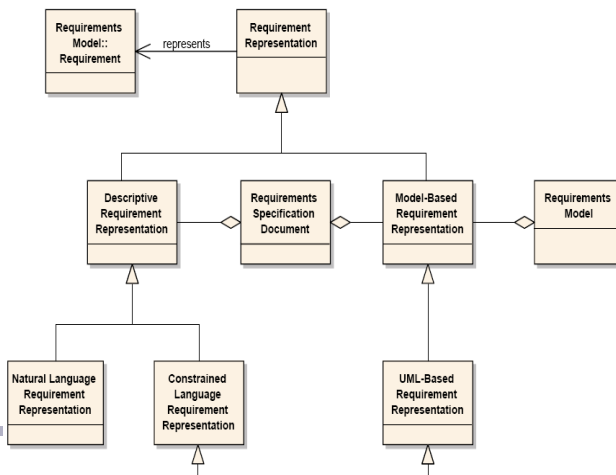 Requirements
Model::
Requirement
represents
Requirement
Representation
Descriptive
Requirement
Representation
Requirements
Specification
Document
Model-Based
Requirement
Representation
Requirements
Model
Natural Language
Requirement
Representation
Constrained
Language
Requirement
Representation
UML-Based
Requirement
Representation